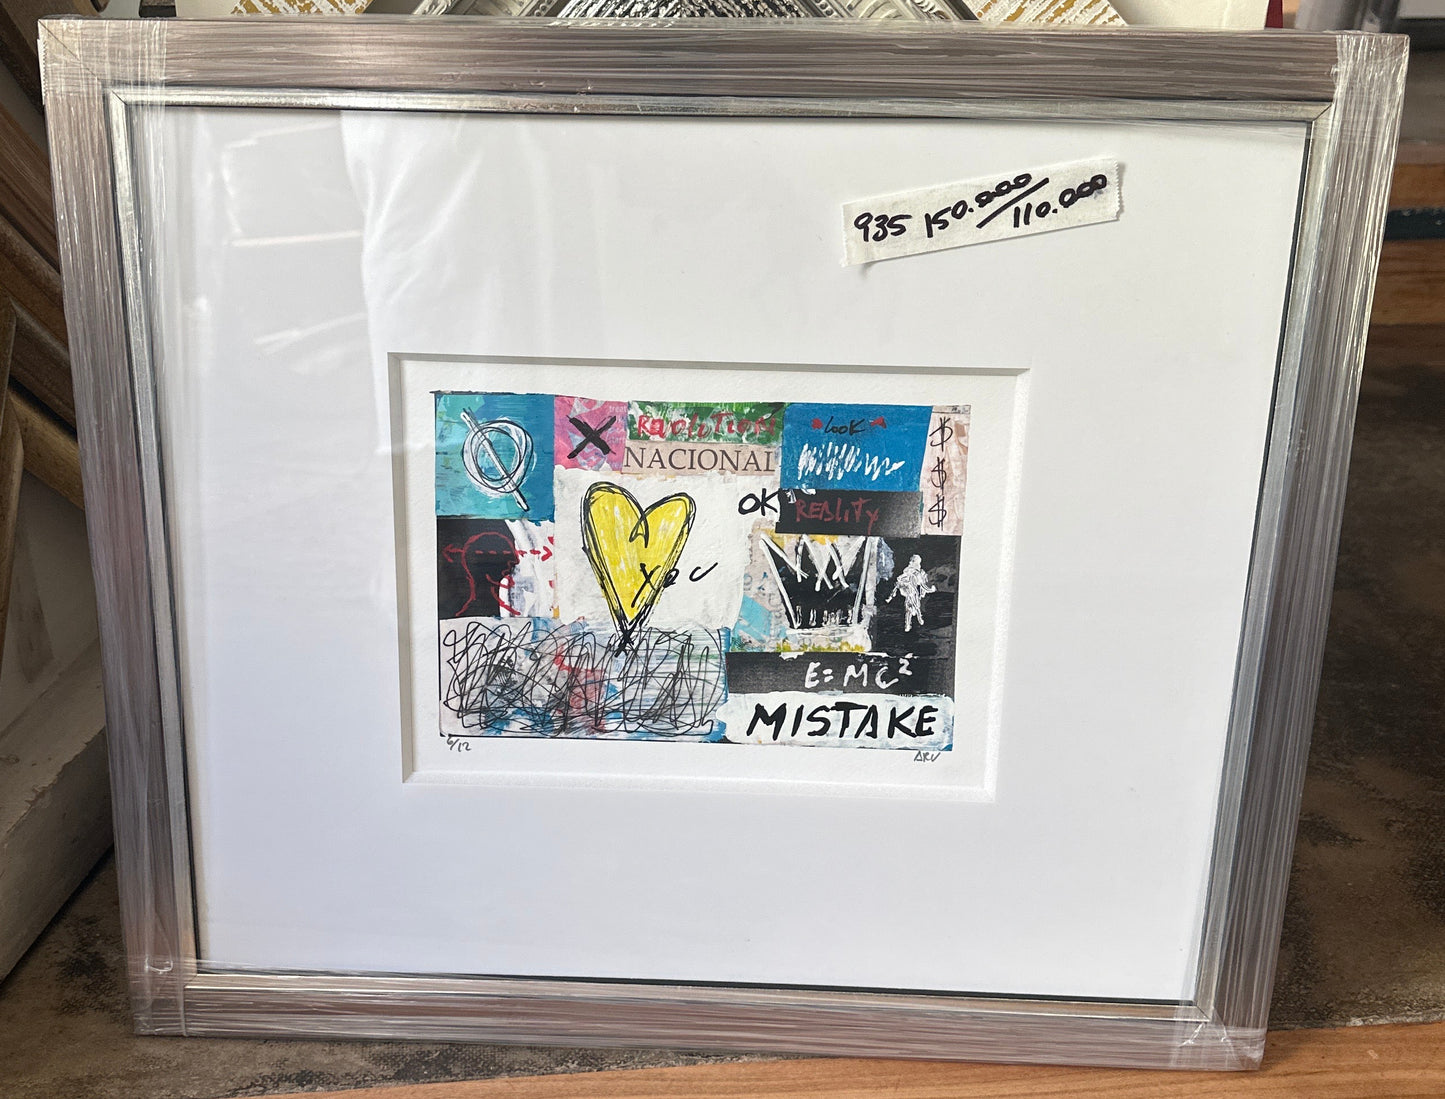 935 150.000/110.000
X REVOLUTION *LOOK* $
NACIONAL $
OK REALITY $
E=MC²
MISTAKE
6/12 ARV